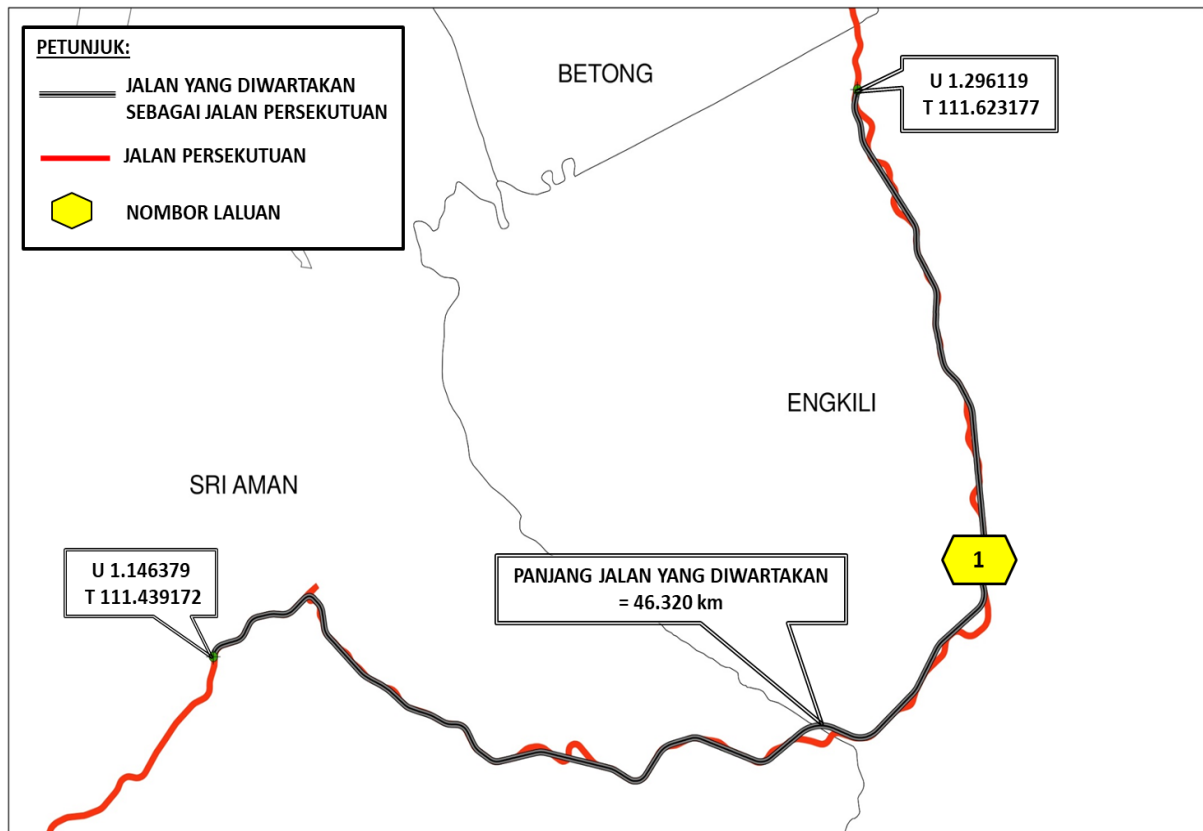 PETUNJUK:
JALAN YANG DIWARTAKAN
SEBAGAI JALAN PERSEKUTUAN
JALAN PERSEKUTUAN
NOMBOR LALUAN
BETONG
U 1.296119
T 111.623177
ENGKILI
SRI AMAN
U 1.146379
T 111.439172
PANJANG JALAN YANG DIWARTAKAN
= 46.320 km
1